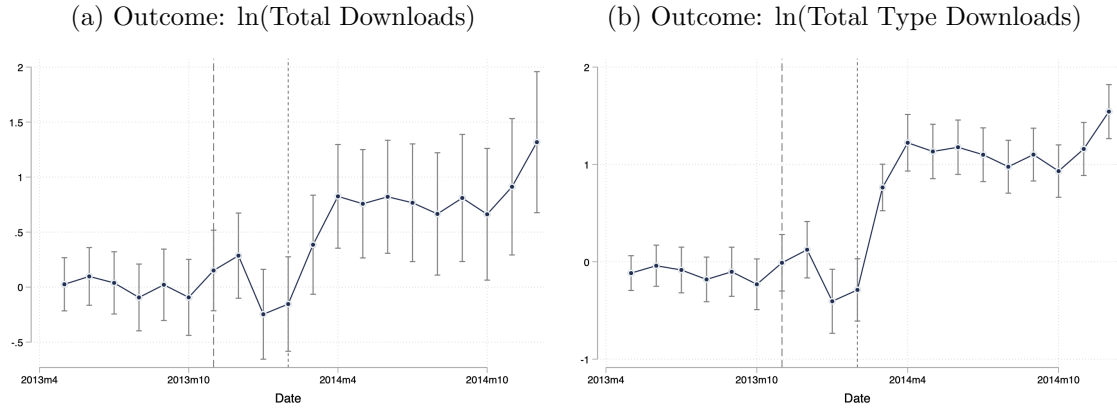 (a) Outcome: ln(Total Downloads)
2
1.5
1
.5
0
-.5
2013m4 2013m10 2014m4 2014m10
Date
(b) Outcome: ln(Total Type Downloads)
2
1
0
-1
2013m4 2013m10 2014m4 2014m10
Date